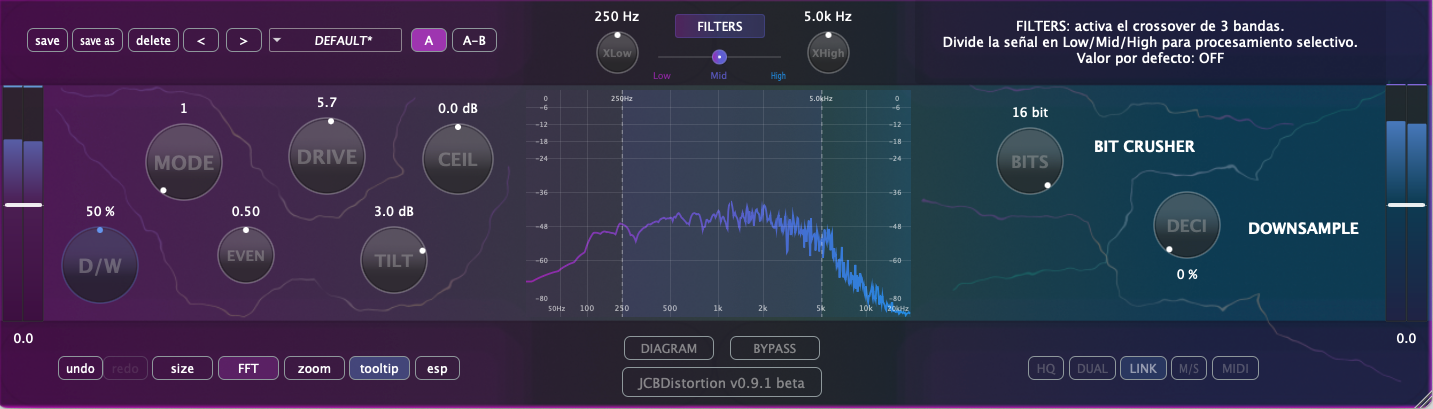 save
save as
delete
<
>
DEFAULT*
A
A-B
250 Hz
XLow
FILTERS
Low
Mid
High
5.0k Hz
XHigh
FILTERS: activa el crossover de 3 bandas.
Divide la señal en Low/Mid/High para procesamiento selectivo.
Valor por defecto: OFF
1
MODE
5.7
DRIVE
0.0 dB
CEIL
50 %
D/W
0.50
EVEN
3.0 dB
TILT
0
-6
-12
-18
-24
-36
-48
-60
-80
250Hz
5.0kHz
0
-6
-12
-18
-24
-36
-48
-60
-80
50Hz
100
250
500
1k
2k
5k
10k
20kHz
16 bit
BITS
BIT CRUSHER
DECI
DOWNSAMPLE
0 %
0.0
0.0
undo
redo
size
FFT
zoom
tooltip
esp
DIAGRAM
BYPASS
JCBDistortion v0.9.1 beta
HQ
DUAL
LINK
M/S
MIDI